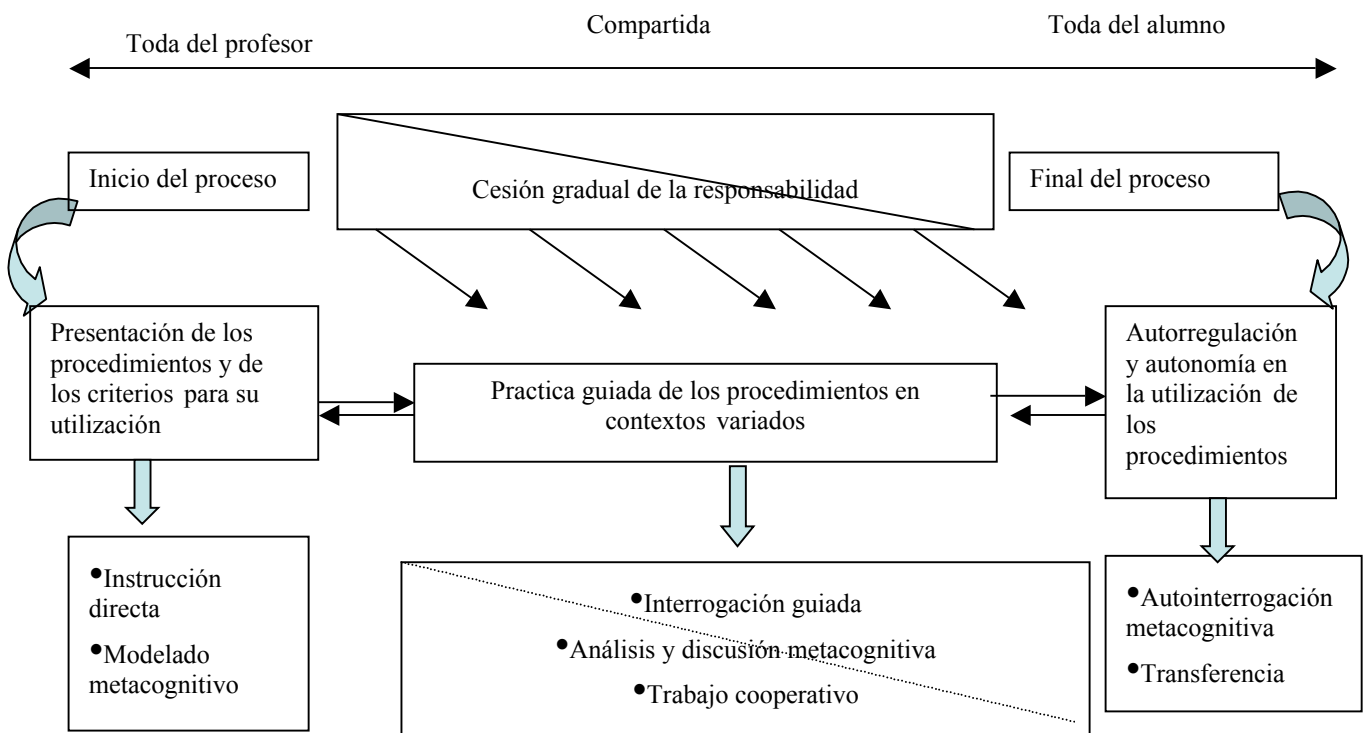 Toda del profesor
Compartida
Toda del alumno
Inicio del proceso
Cesión gradual de la responsabilidad
Final del proceso
Presentación de los
procedimientos y de
los criterios para su
utilización
Practica guiada de los procedimientos en
contextos variados
Autorregulación
y autonomía en
la utilización de
los
procedimientos
•Instrucción
directa
•Modelado
metacognitivo
•Interrogación guiada
•Análisis y discusión metacognitiva
•Trabajo cooperativo
•Autointerrogación
metacognitiva
•Transferencia